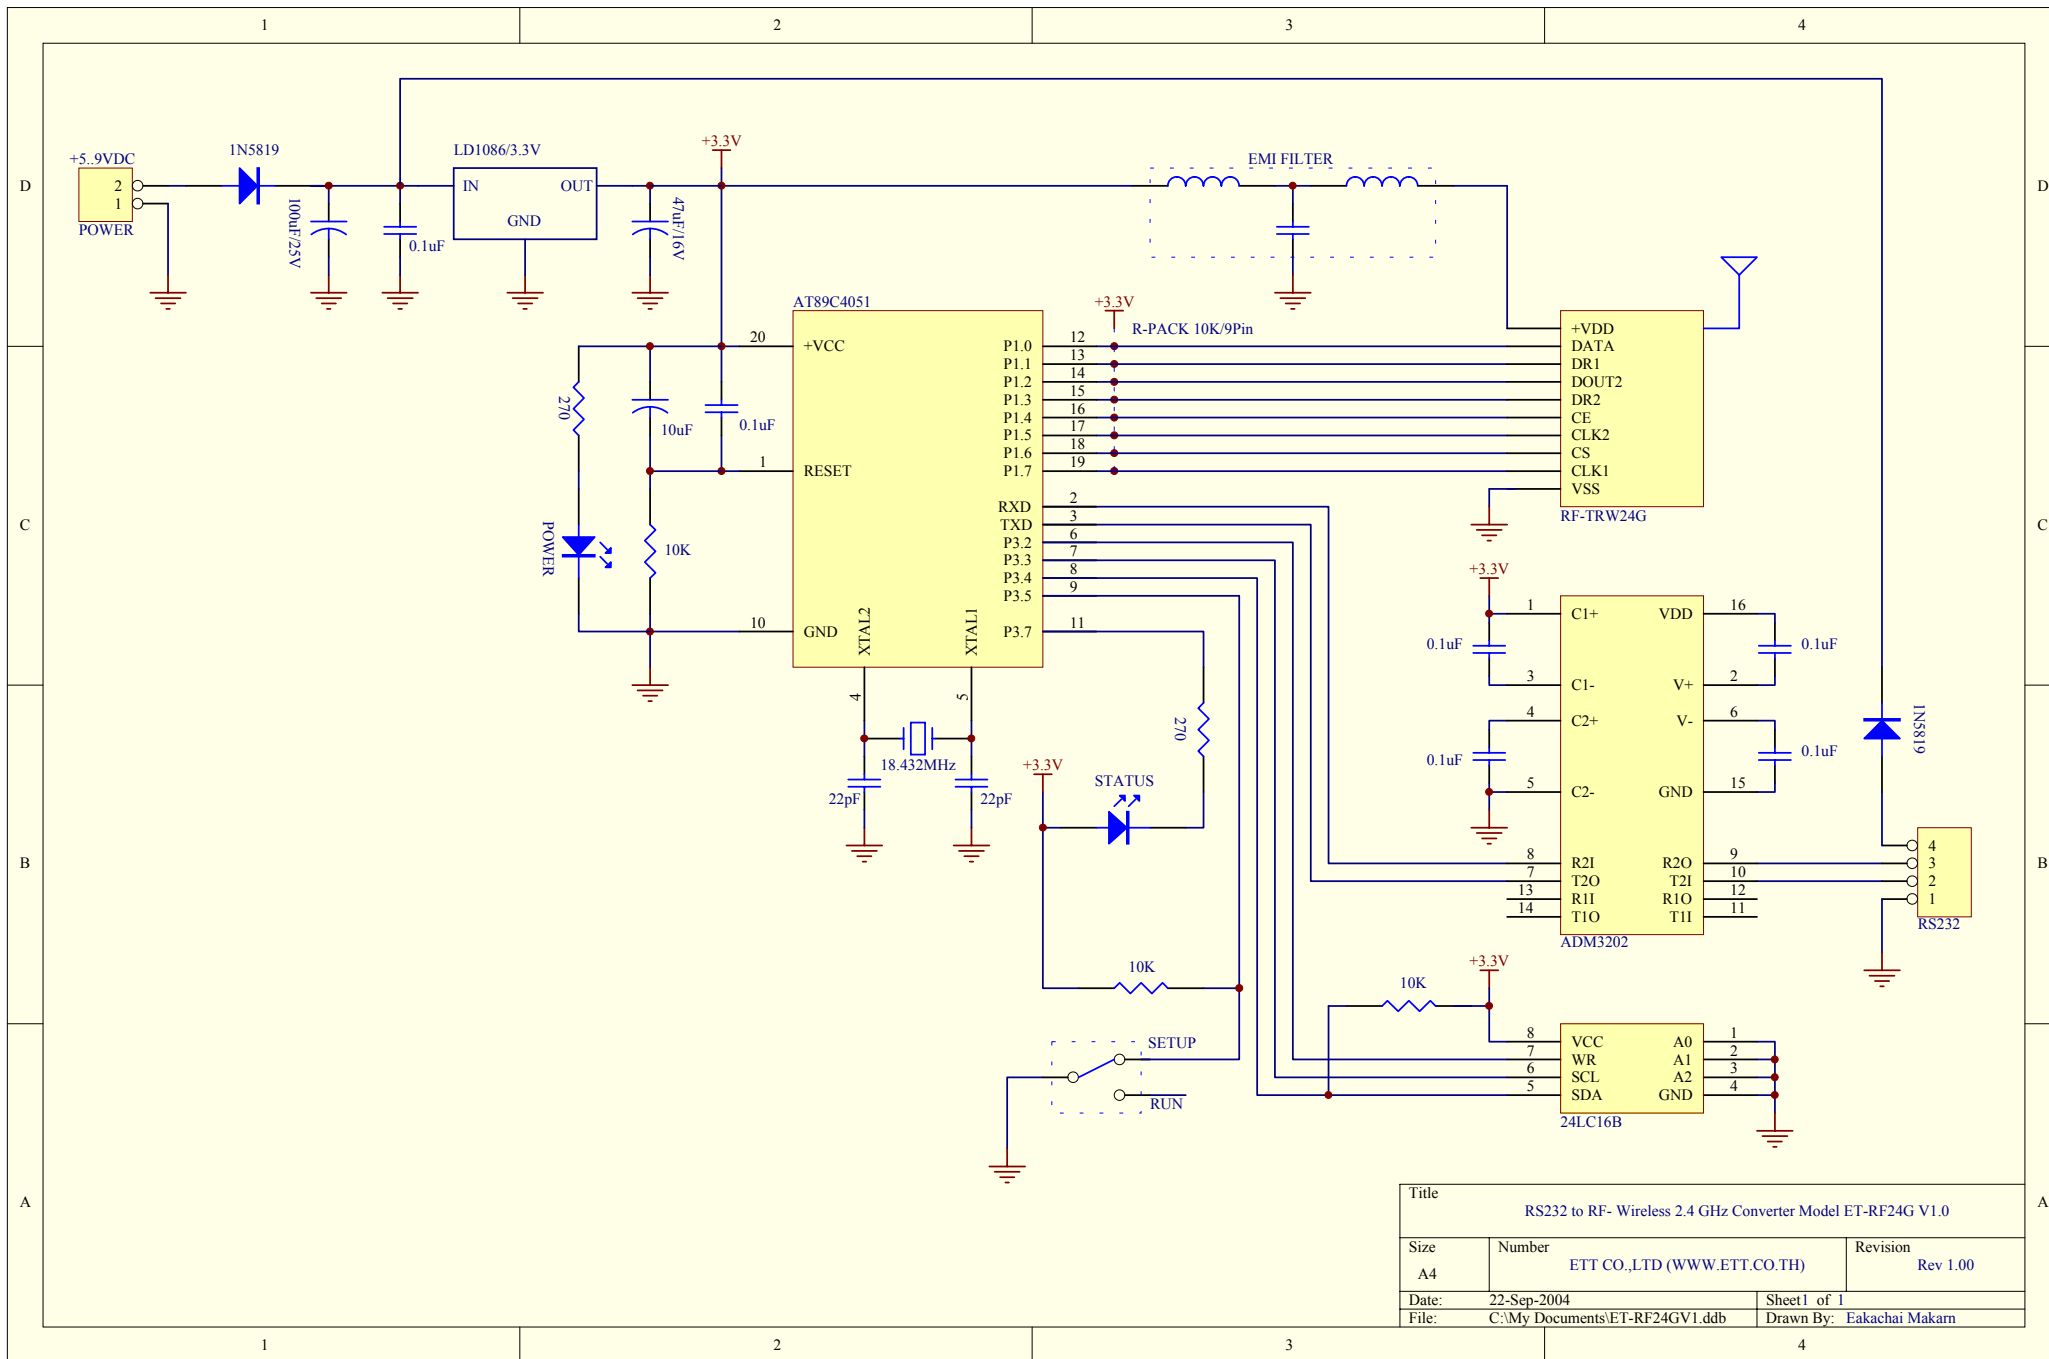 1 2 3 4
D
C
B
A
D
C
B
A
+5..9VDC
2
1
POWER
1N5819
100uF/25V
0.1uF
LD1086/3.3V
IN OUT
GND
47uF/16V
+3.3V
EMI FILTER
270
POWER
10uF
0.1uF
10K
AT89C4051
20 +VCC
1 RESET
10 GND
XTAL2
XTAL1
4
5
P1.0 12
P1.1 13
P1.2 14
P1.3 15
P1.4 16
P1.5 17
P1.6 18
P1.7 19
RXD 2
TXD 3
P3.2 6
P3.3 7
P3.4 8
P3.5 9
P3.7 11
18.432MHz
22pF
22pF
+3.3V
R-PACK 10K/9Pin
+VDD
DATA
DR1
DOUT2
DR2
CE
CLK2
CS
CLK1
VSS
RF-TRW24G
270
+3.3V
STATUS
10K
SETUP
RUN
+3.3V
0.1uF
0.1uF
1 C1+ VDD 16
3 C1- V+ 2
4 C2+ V- 6
5 C2- GND 15
8 R2I R2O 9
7 T2O T2I 10
13 R1I R1O 12
14 T1O T1I 11
ADM3202
0.1uF
0.1uF
1N5819
4
3
2
1
RS232
10K
+3.3V
8 VCC A0 1
7 WR A1 2
6 SCL A2 3
5 SDA GND 4
24LC16B
Title
RS232 to RF- Wireless 2.4 GHz Converter Model ET-RF24G V1.0
Size Number Revision
A4 ETT CO.,LTD (WWW.ETT.CO.TH) Rev 1.00
Date: 22-Sep-2004 Sheet1 of 1
File: C:\My Documents\ET-RF24GV1.ddb Drawn By: Eakachai Makarn
1 2 3 4